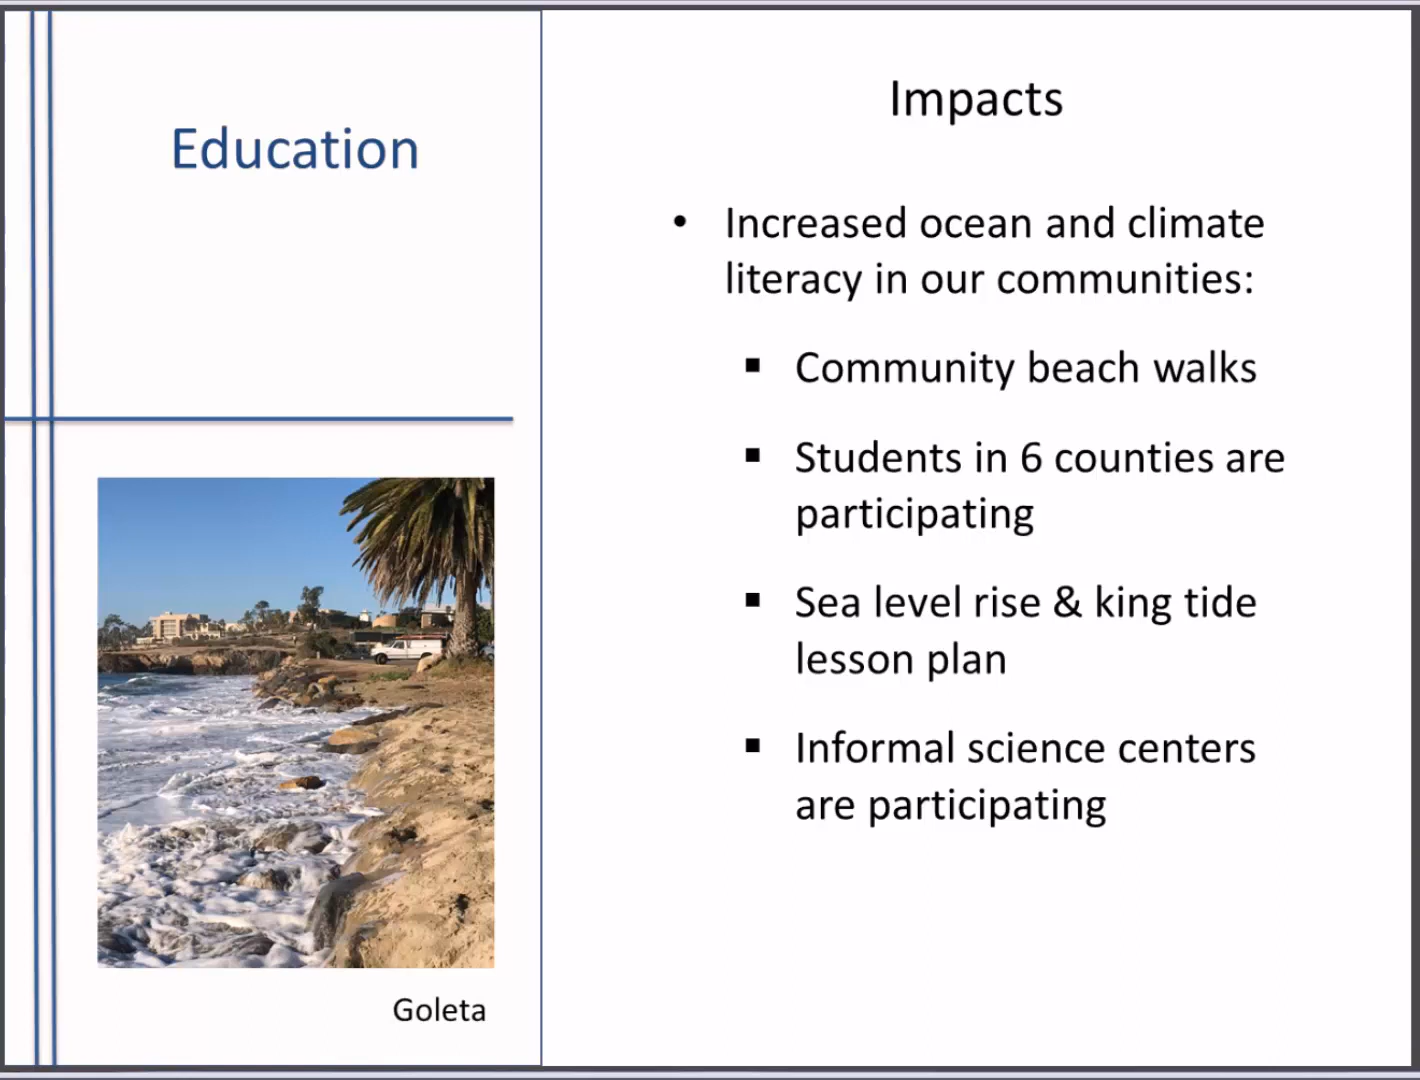 Education
Goleta
Impacts
• Increased ocean and climate
literacy in our communities:
▪ Community beach walks
▪ Students in 6 counties are
participating
▪ Sea level rise & king tide
lesson plan
▪ Informal science centers
are participating